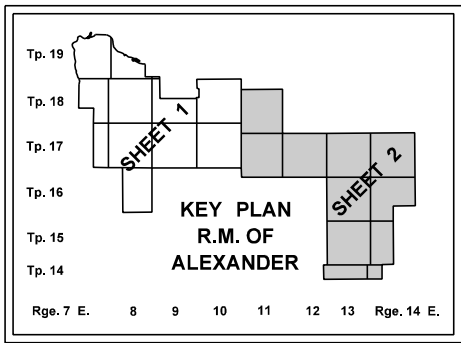 Tp. 19
Tp. 18
Tp. 17
Tp. 16
Tp. 15
Tp. 14
SHEET 1
SHEET 2
KEY PLAN
R.M. OF
ALEXANDER
Rge. 7 E. 8 9 10 11 12 13 Rge. 14 E.